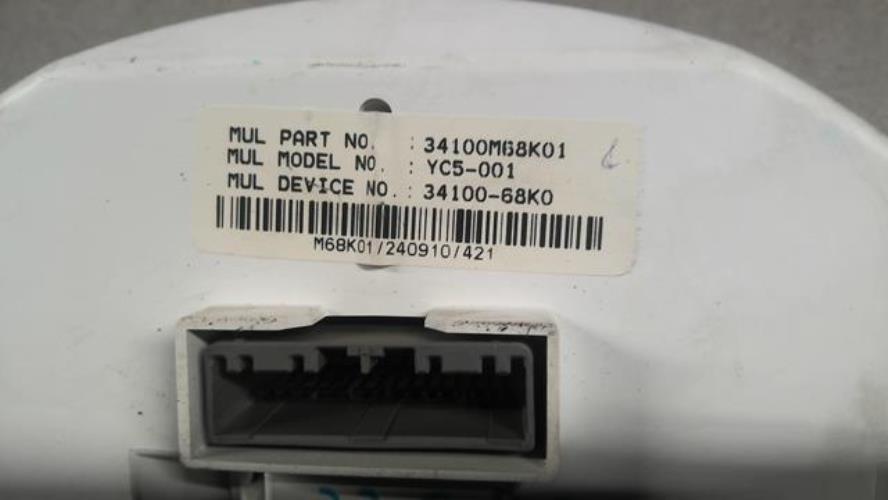 MUL PART NO. : 34100M68K01
MUL MODEL NO. : YC5-001
MUL DEVICE NO. : 34100-68K0
M68K01/240910/421